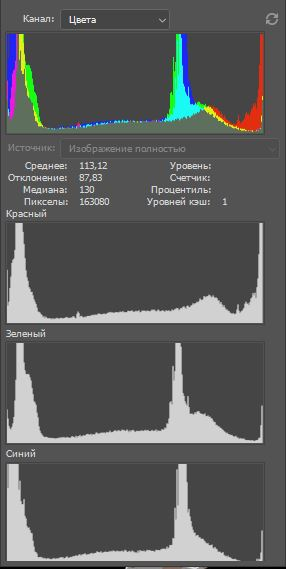 Канал: Цвета
Источник: Изображение полностью
Среднее: 113,12 Уровень:
Отклонение: 87,83 Счетчик:
Медиана: 130 Процентиль:
Пикселы: 163080 Уровней кэш: 1
Красный
Зеленый
Синий